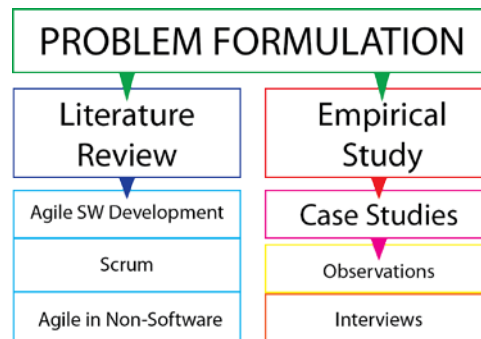 PROBLEM FORMULATION
Literature
Review
Agile SW Development
Scrum
Agile in Non-Software
Empirical
Study
Case Studies
Observations
Interviews